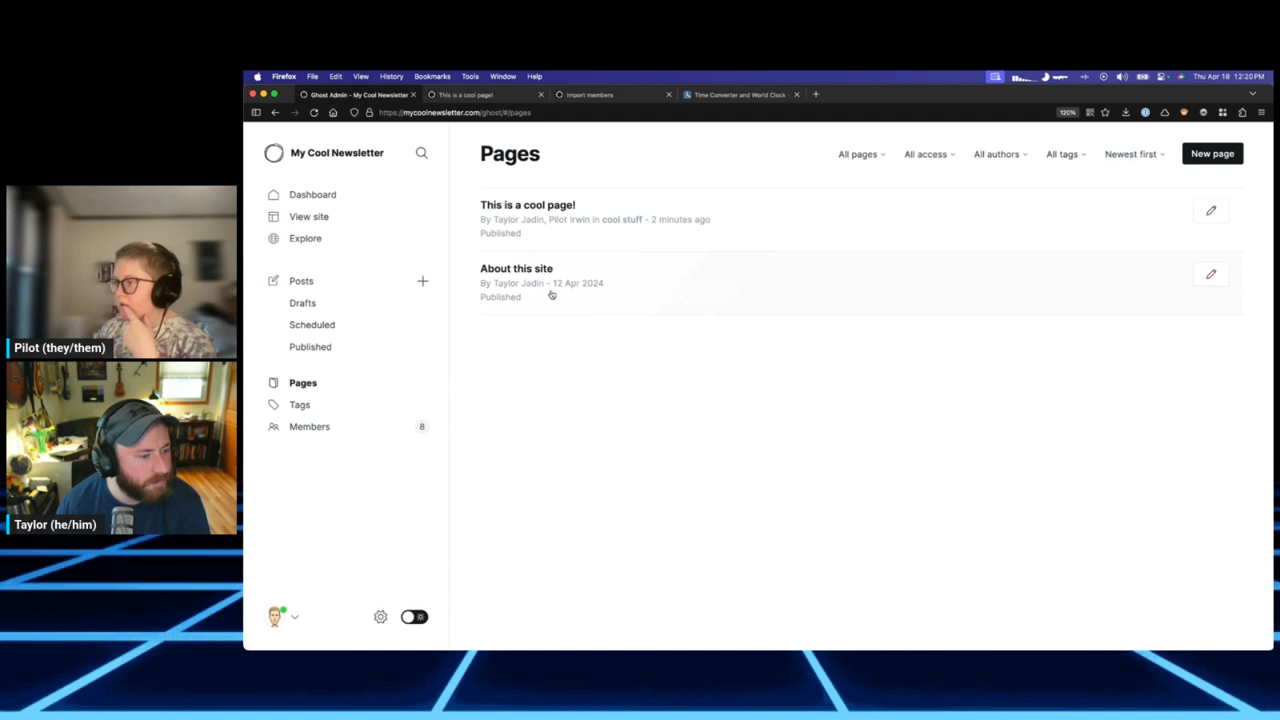 Firefox File Edit View History Bookmarks Tools Window Help
Thu Apr 18 12:20 PM
Ghost Admin - My Cool Newsletter
This is a cool page!
Import members
Time Converter and World Clock -
https://mycoolnewsletter.com/ghost/#/pages
120%
My Cool Newsletter
Dashboard
View site
Explore
Posts
Drafts
Scheduled
Published
Pages
Tags
Members 8
Pages
All pages All access All authors All tags Newest first New page
This is a cool page!
By Taylor Jadin, Pilot Irwin in cool stuff - 2 minutes ago
Published
About this site
By Taylor Jadin - 12 Apr 2024
Published
Pilot (they/them)
Taylor (he/him)